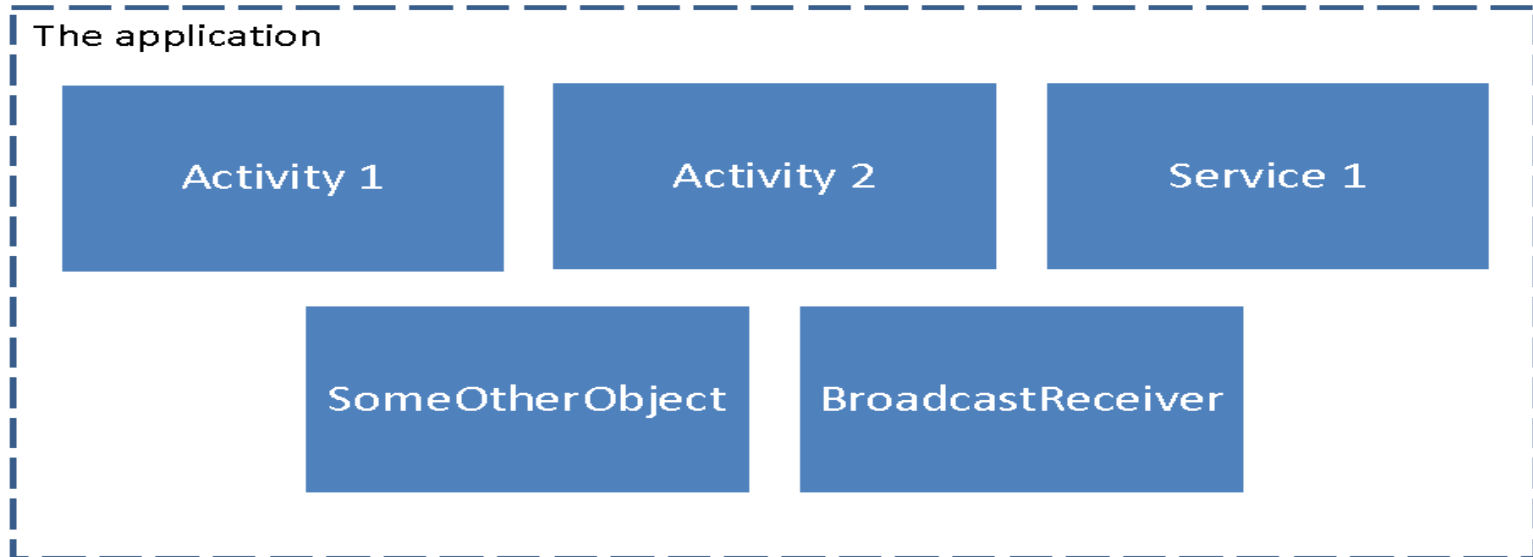 The application
Activity 1
Activity 2
Service 1
SomeOtherObject
BroadcastReceiver